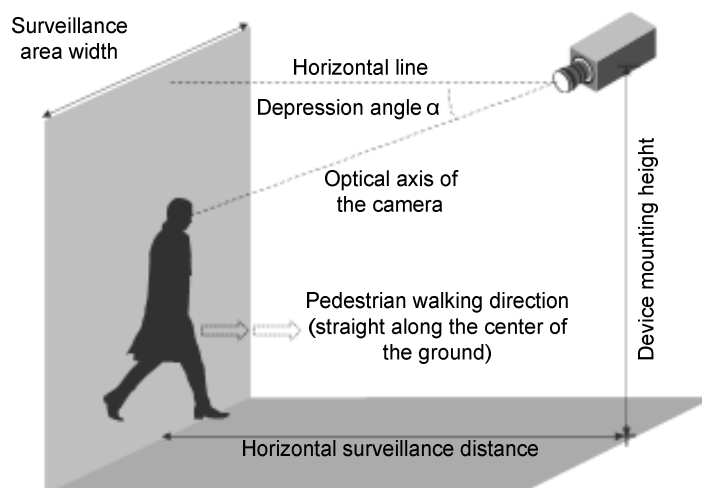 Surveillance
area width
Horizontal line
Depression angle α
Optical axis of
the camera
Device mounting height
Pedestrian walking direction
(straight along the center of
the ground)
Horizontal surveillance distance